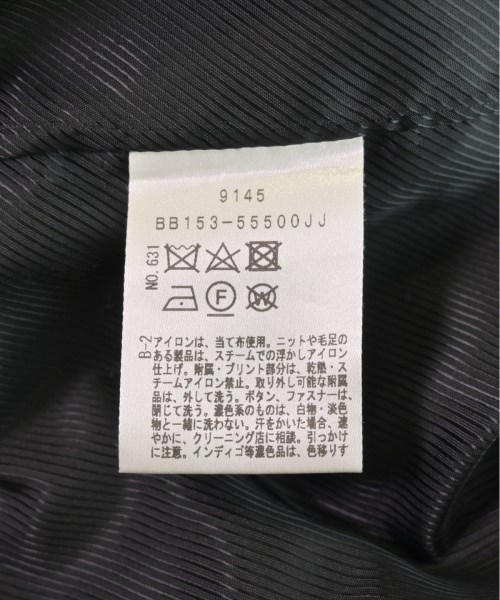 9145
BB153-55500JJ
NO.631
F
W
B-2
アイロンは、当て布使用。ニットや毛足の
ある製品は、スチームでの浮かしアイロン
仕上げ。附属・プリント部分は、乾熱・ス
チームアイロン禁止。取り外し可能な附属
品は、外して洗う。ボタン、ファスナーは、
閉じて洗う。濃色系のものは、白物・淡色
物と一緒に洗わない。汗をかいた場合、速
やかに、クリーニング店に相談。引っかけ
に注意。インディゴ等濃色品は、色移りす